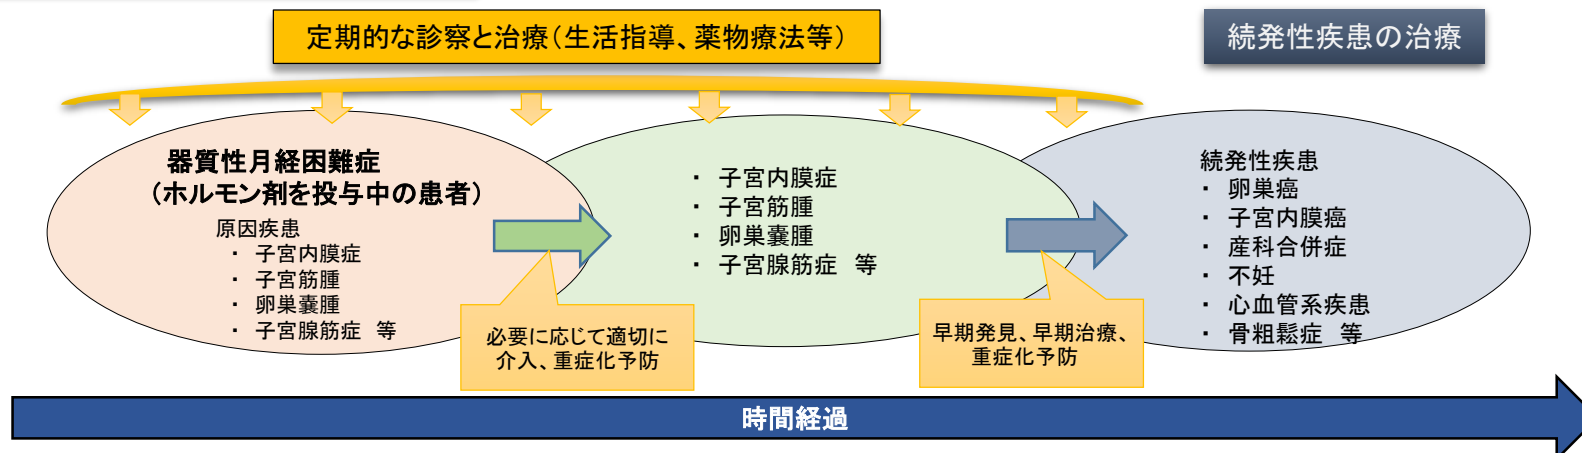 定期的な診察と治療（生活指導、薬物療法等）
続発性疾患の治療
器質性月経困難症
（ホルモン剤を投与中の患者）
原因疾患
・ 子宮内膜症
・ 子宮筋腫
・ 卵巣嚢腫
・ 子宮腺筋症 等
・ 子宮内膜症
・ 子宮筋腫
・ 卵巣嚢腫
・ 子宮腺筋症 等
続発性疾患
・ 卵巣癌
・ 子宮内膜癌
・ 産科合併症
・ 不妊
・ 心血管系疾患
・ 骨粗鬆症 等
必要に応じて適切に
介入、重症化予防
早期発見、早期治療、
重症化予防
時間経過